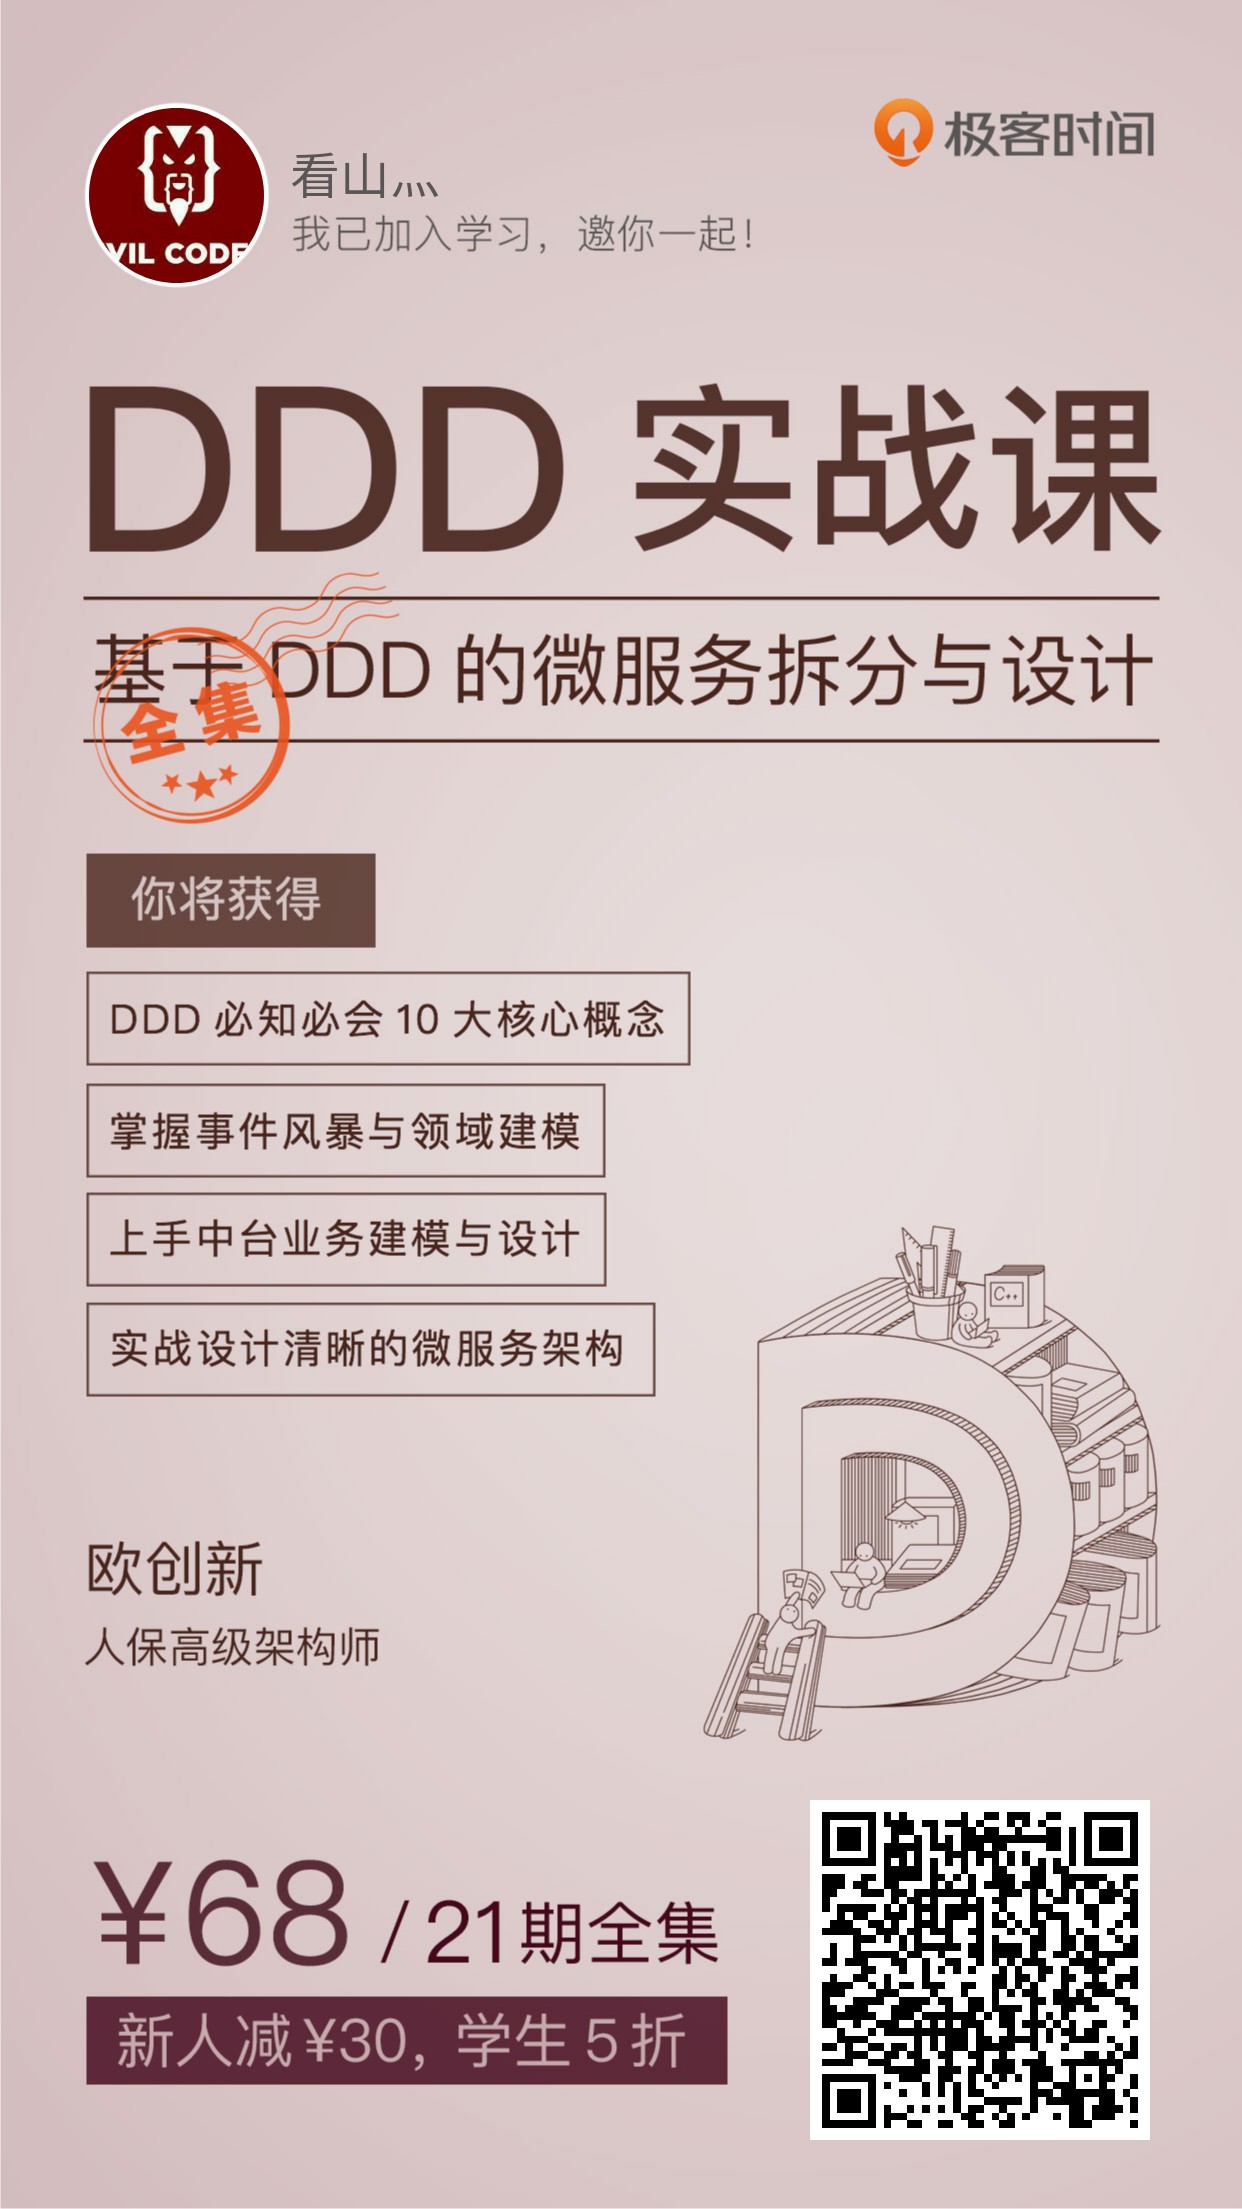 极客时间
VIL CODE
看山灬
我已加入学习，邀你一起！
DDD 实战课
基于 DDD 的微服务拆分与设计
全集
你将获得
DDD 必知必会 10 大核心概念
掌握事件风暴与领域建模
上手中台业务建模与设计
实战设计清晰的微服务架构
C++
欧创新
人保高级架构师
¥68 / 21期全集
新人减 ¥30，学生 5 折